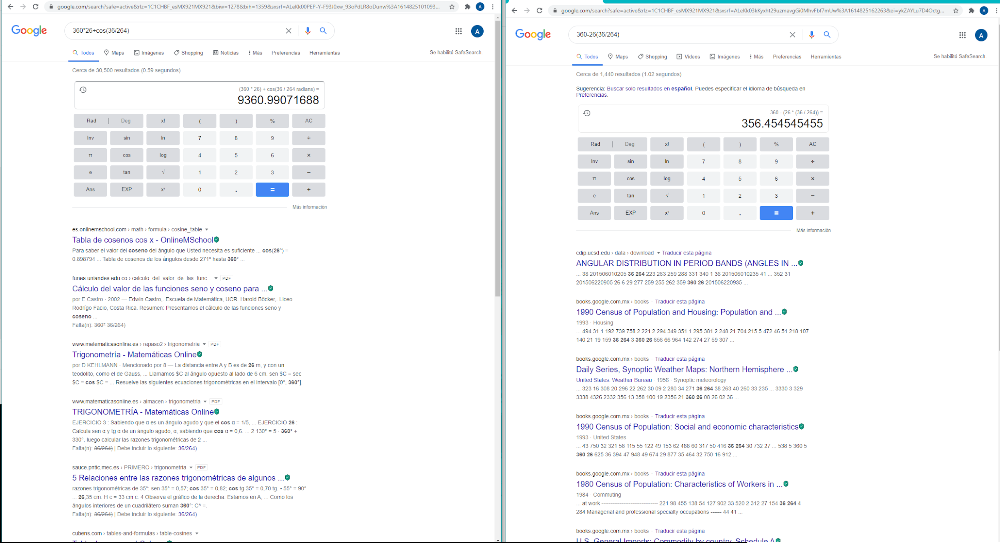 google.com/search?safe=active&rlz=1C1CHBF_esMX921MX921&biw=1278&bih=1359&sxsrf=ALeKk00PEP-Y-F93J0xw_93oPdLR8oDunw%3A1614825101093...
A
Google
360*26+cos(36/264)
A
Todos
Maps
Imágenes
Shopping
Noticias
Más
Preferencias
Herramientas
Se habilitó SafeSearch.
Cerca de 30,500 resultados (0.59 segundos)
(360 * 26) + cos(36 / 264 radians) =
9360.99071688
Rad | Deg x! ( ) % AC
Inv sin ln 7 8 9 ÷
π cos log 4 5 6 ×
e tan √ 1 2 3 −
Ans EXP xʸ 0 . = +
Más información
es.onlinemschool.com › math › formula › cosine_table
Tabla de cosenos cos x - OnlineMSchool
Para saber el valor del coseno del ángulo que Usted necesita es suficiente ... cos(26°) =
0.898794 ... Tabla de cosenos de los ángulos desde 271º hasta 360° ...
funes.uniandes.edu.co › calculo_del_valor_de_las_func... PDF
Cálculo del valor de las funciones seno y coseno para ...
por E Castro · 2002 — Edwin Castro,. Escuela de Matemática, UCR. Harold Böcker,. Liceo
Rodrígo Facio, Costa Rica. Resumen: Presentamos el cálculo de las funciones seno y
coseno ...
Falta(n): 360* 36/264)
www.matematicasonline.es › repaso2 › trigonometria PDF
Trigonometría - Matemáticas Online
por D KEHLMANN · Mencionado por 8 — La distancia entre A y B es de 26 m, y con un
teodolito, como el de Gauss, ... Llamamos $C al ángulo opuesto al lado de 6 cm. sen $C = sec
$C = cos $C = ... Resuelve las siguientes ecuaciones trigonométricas en el intervalo [0°, 360°].
www.matematicasonline.es › almacen › trigonometria PDF
TRIGONOMETRÍA - Matemáticas Online
EJERCICIO 3 : Sabiendo que α es un ángulo agudo y que el cos α = 1/5, ... EJERCICIO 26 :
Calcula sen α y tg α de un ángulo agudo, α, sabiendo que cos α = 0,6. ... 2 130° = 5 · 360° +
330°, luego calcular las razones trigonométricas de 2 ...
Falta(n): 36/264) | Debe incluir lo siguiente: 36/264)
sauce.pntic.mec.es › PRIMERO › trigonometria PDF
5 Relaciones entre las razones trigonométricas de algunos ...
razones trigonométricas de 35°: sen 35° = 0,57; cos 35° = 0,82; cos tg 35° = 0,70 tg. • 55° = 90°
... 26,35 cm. H c = 33 cm c. 4 Observa el gráfico de la derecha. Estamos en A, ... Como los
ángulos interiores de un cuadrilátero suman 360°: C^ =.
Falta(n): 36/264) | Debe incluir lo siguiente: 36/264)
cubens.com › tables-and-formulas › table-cosines
google.com/search?safe=active&rlz=1C1CHBF_esMX921MX921&sxsrf=ALeKk03kKyxht29uzmavgGi0MhvFbf7mUw%3A1614825162263&ei=ykZAYLu7D4Octg...
A
Google
360-26(36/264)
A
Todos
Maps
Shopping
Videos
Imágenes
Más
Preferencias
Herramientas
Se habilitó SafeSearch.
Cerca de 1,440 resultados (1.02 segundos)
Sugerencia: Buscar solo resultados en español. Puedes especificar el idioma de búsqueda en
Preferencias.
360 - (26 * (36 / 264)) =
356.454545455
Rad | Deg x! ( ) % AC
Inv sin ln 7 8 9 ÷
π cos log 4 5 6 ×
e tan √ 1 2 3 −
Ans EXP xʸ 0 . = +
Más información
cdip.ucsd.edu › data › download Traducir esta página
ANGULAR DISTRIBUTION IN PERIOD BANDS (ANGLES IN ...
... 38 201506010205 36 264 223 263 259 288 331 340 1 36 201506010235 41 ... 352 31
201506220905 26 6 29 277 259 255 262 359 360 26 201506220935 ...
books.google.com.mx › books · Traducir esta página
1990 Census of Population and Housing: Population and ...
1993 · Housing
... 494 31 1 192 739 758 2 221 2 294 349 351 1 295 381 2 248 21 704 215 5 472 46 51 218 107
140 21 19 159 36 264 3 360 26 656 66 964 142 274 27 59 307 ...
books.google.com.mx › books · Traducir esta página
Daily Series, Synoptic Weather Maps: Northern Hemisphere ...
United States. Weather Bureau · 1956 · Synoptic meteorology
... 323 16 308 20 296 22 262 30 09 2 280 34 271 36 264 38 263 40 260 33 235 ... 3330 3 329
3338 4326 2332 356 13 358 100 19 2356 21 360 26 08 26 02 36 ...
books.google.com.mx › books · Traducir esta página
1990 Census of Population: Social and economic characteristics
1993 · United States
... 43 750 32 321 58 115 55 122 49 153 62 488 60 317 50 416 36 264 30 732 27 ... 538 5 360 5
360 26 625 36 394 47 948 49 674 29 877 35 464 32 750 16 912 ...
books.google.com.mx › books · Traducir esta página
1980 Census of Population: Characteristics of Workers in ...
1984 · Commuting
... at work ------------------------------- 221 98 455 138 54 127 902 33 520 2 312 27 154 36 264 4
284 Managerial and professional specialty occupations ------ 44 41 ...
books.google.com.mx › books · Traducir esta página
U.S. General Imports: Commodity by country. Schedule A